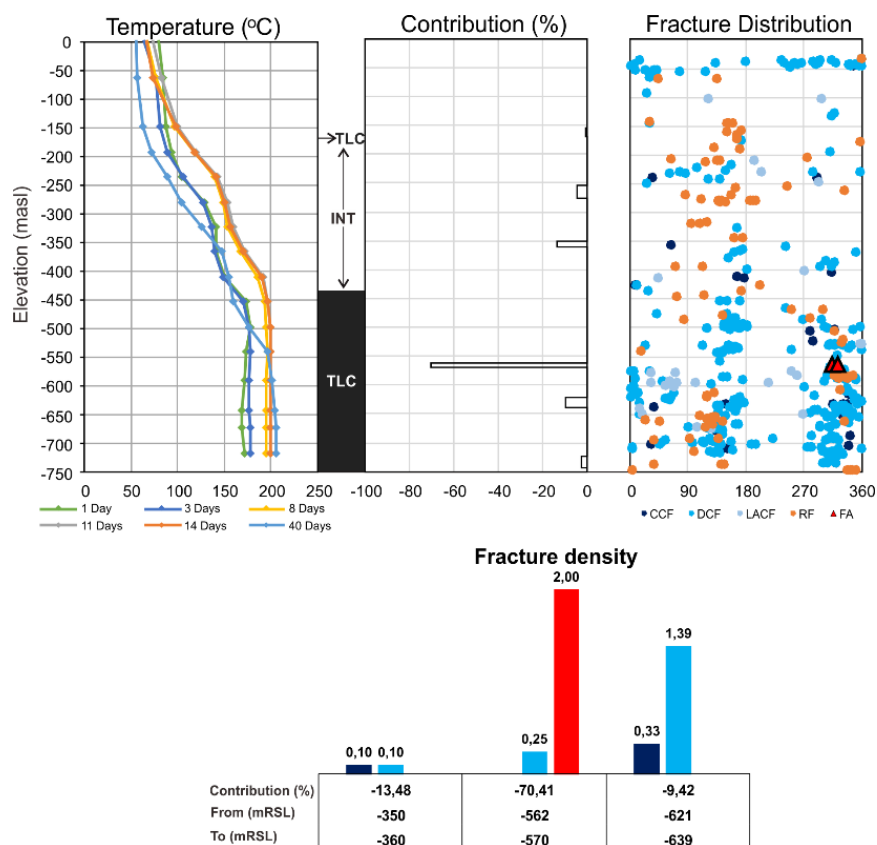 Temperature (ºC)
Contribution (%)
Fracture Distribution
Elevation (masl)
0
-50
-100
-150
-200
-250
-300
-350
-400
-450
-500
-550
-600
-650
-700
-750
TLC
INT
TLC
0 50 100 150 200 250
-100 -80 -60 -40 -20 0
0 90 180 270 360
1 Day 3 Days 8 Days
11 Days 14 Days 40 Days
CCF DCF LACF RF FA
Fracture density
2,00
1,39
0,33
0,25
0,10 0,10
Contribution (%) -13,48 -70,41 -9,42
From (mRSL) -350 -562 -621
To (mRSL) -360 -570 -639